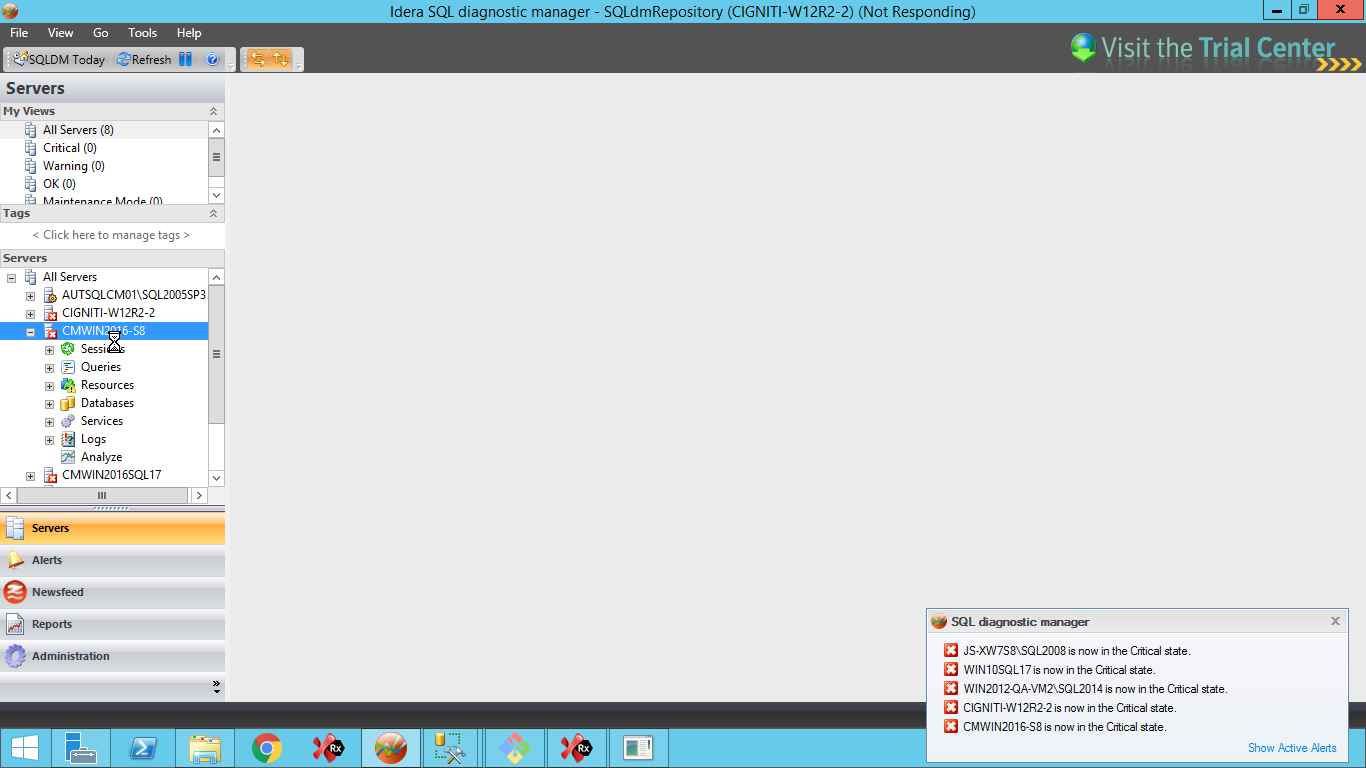 Idera SQL diagnostic manager - SQLdmRepository (CIGNITI-W12R2-2) (Not Responding)
File View Go Tools Help
SQLDM Today Refresh
Visit the Trial Center
Servers
My Views
All Servers (8)
Critical (0)
Warning (0)
OK (0)
Maintenance Mode (0)
Tags
< Click here to manage tags >
Servers
All Servers
AUTSQLCM01\SQL2005SP3
CIGNITI-W12R2-2
CMWIN2016-S8
Sessions
Queries
Resources
Databases
Services
Logs
Analyze
CMWIN2016SQL17
Servers
Alerts
Newsfeed
Reports
Administration
SQL diagnostic manager
JS-XW7S8\SQL2008 is now in the Critical state.
WIN10SQL17 is now in the Critical state.
WIN2012-QA-VM2\SQL2014 is now in the Critical state.
CIGNITI-W12R2-2 is now in the Critical state.
CMWIN2016-S8 is now in the Critical state.
Show Active Alerts
Rx
Rx